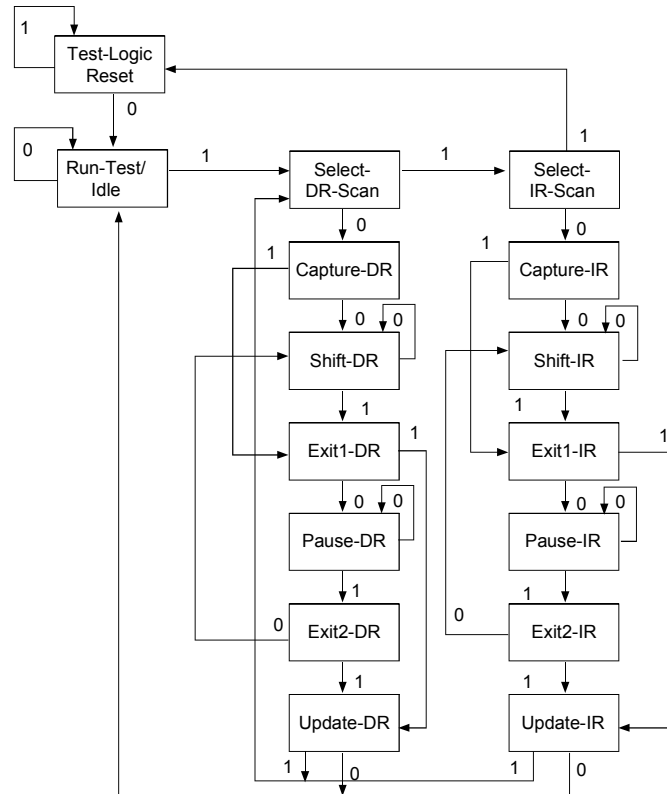 1
Test-Logic
Reset
0
0
Run-Test/
Idle
1
Select-
DR-Scan
1
1
Select-
IR-Scan
0
0
1
Capture-DR
1
Capture-IR
0
0
0
0
Shift-DR
Shift-IR
1
1
1
1
Exit1-DR
Exit1-IR
0
0
0
0
Pause-DR
Pause-IR
1
1
0
Exit2-DR
0
Exit2-IR
1
1
Update-DR
Update-IR
1
0
1
0